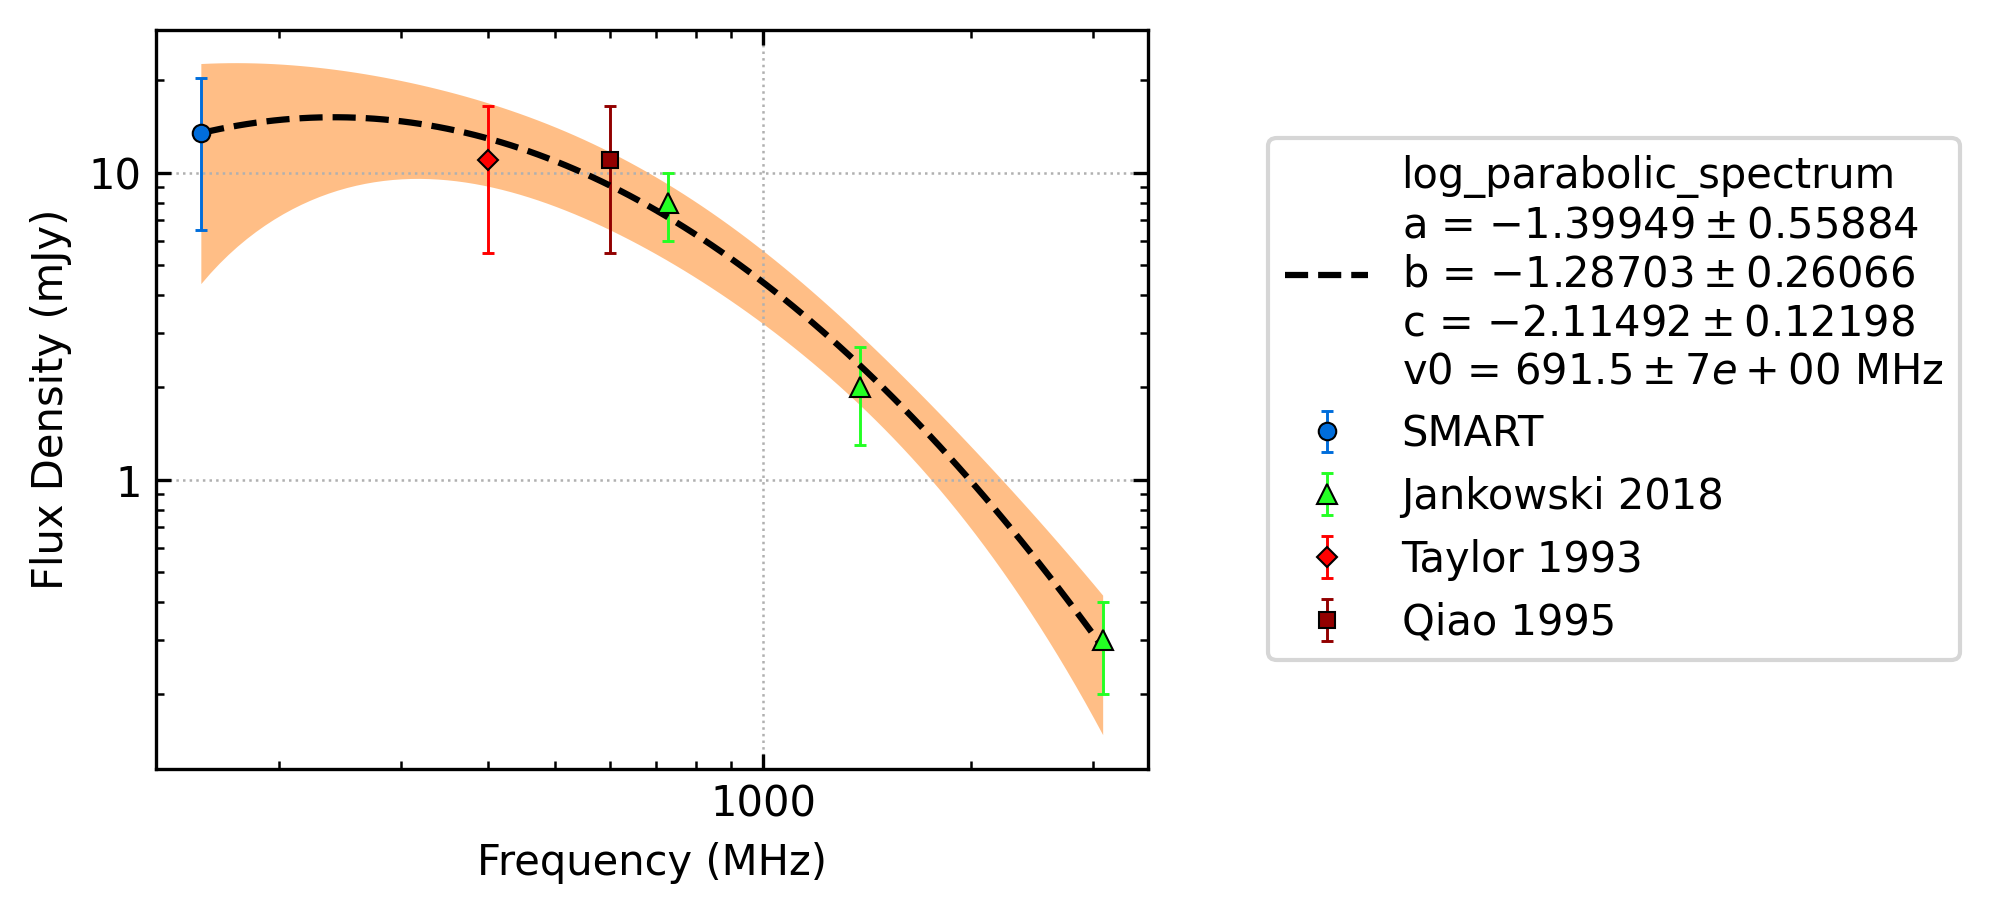 10
1
Flux Density (mJy)
1000
Frequency (MHz)
log_parabolic_spectrum
a = −1.39949 ± 0.55884
b = −1.28703 ± 0.26066
c = −2.11492 ± 0.12198
v0 = 691.5 ± 7e + 00 MHz
SMART
Jankowski 2018
Taylor 1993
Qiao 1995